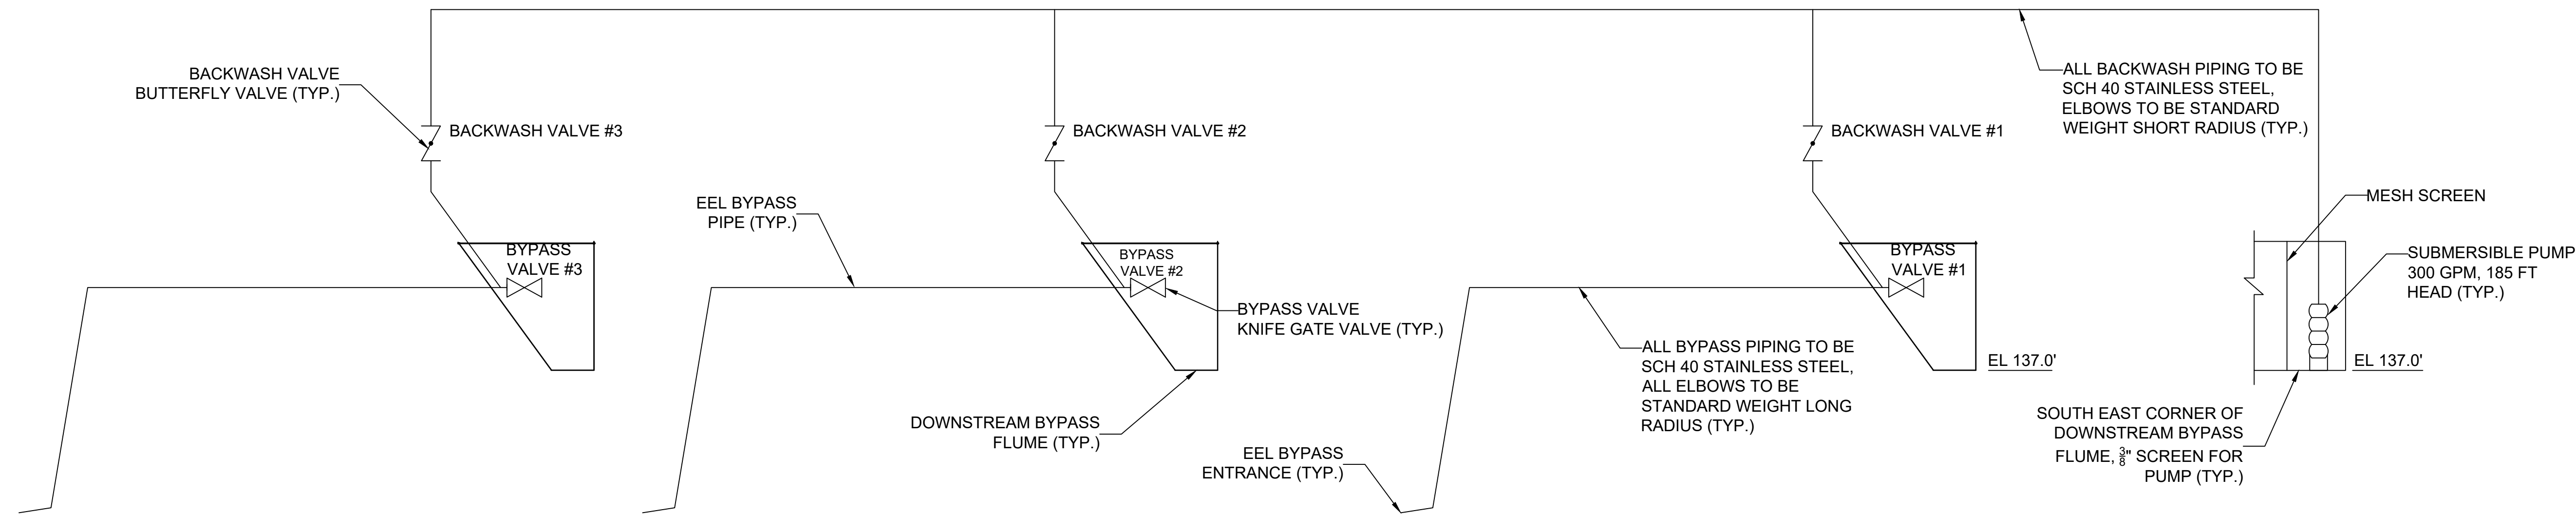 BACKWASH VALVE
BUTTERFLY VALVE (TYP.)
BACKWASH VALVE #3
BACKWASH VALVE #2
BACKWASH VALVE #1
ALL BACKWASH PIPING TO BE
SCH 40 STAINLESS STEEL,
ELBOWS TO BE STANDARD
WEIGHT SHORT RADIUS (TYP.)
EEL BYPASS
PIPE (TYP.)
MESH SCREEN
BYPASS
VALVE #3
BYPASS
VALVE #2
BYPASS
VALVE #1
SUBMERSIBLE PUMP
300 GPM, 185 FT
HEAD (TYP.)
BYPASS VALVE
KNIFE GATE VALVE (TYP.)
ALL BYPASS PIPING TO BE
SCH 40 STAINLESS STEEL,
ALL ELBOWS TO BE
STANDARD WEIGHT LONG
RADIUS (TYP.)
EL 137.0'
EL 137.0'
DOWNSTREAM BYPASS
FLUME (TYP.)
EEL BYPASS
ENTRANCE (TYP.)
SOUTH EAST CORNER OF
DOWNSTREAM BYPASS
FLUME, 3/8" SCREEN FOR
PUMP (TYP.)